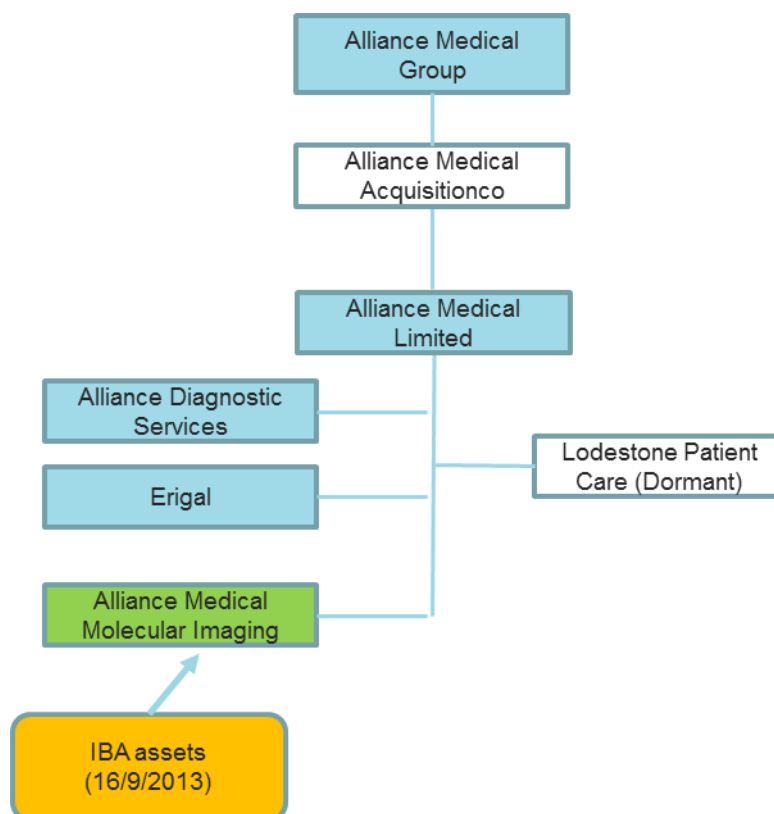 Alliance Medical
Group
Alliance Medical
Acquisitionco
Alliance Medical
Limited
Alliance Diagnostic
Services
Lodestone Patient
Care (Dormant)
Erigal
Alliance Medical
Molecular Imaging
IBA assets
(16/9/2013)